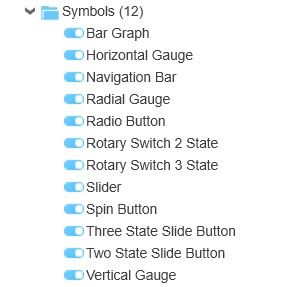 Symbols (12)
Bar Graph
Horizontal Gauge
Navigation Bar
Radial Gauge
Radio Button
Rotary Switch 2 State
Rotary Switch 3 State
Slider
Spin Button
Three State Slide Button
Two State Slide Button
Vertical Gauge